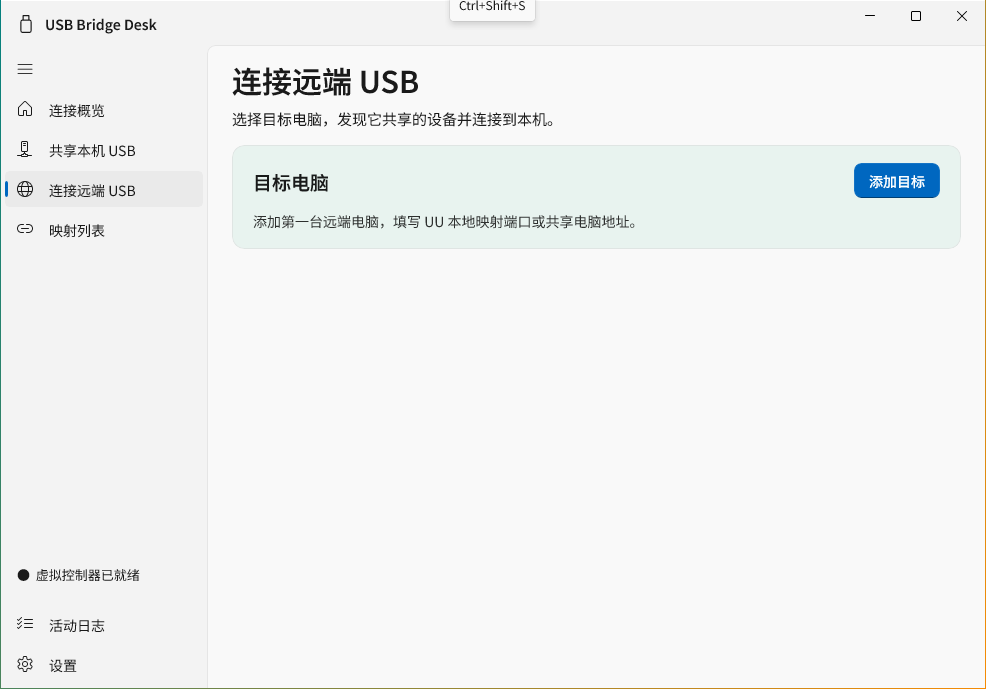 Ctrl+Shift+S
USB Bridge Desk
连接概览
共享本机 USB
连接远端 USB
映射列表
连接远端 USB
选择目标电脑，发现它共享的设备并连接到本机。
目标电脑
添加目标
添加第一台远端电脑，填写 UU 本地映射端口或共享电脑地址。
虚拟控制器已就绪
活动日志
设置